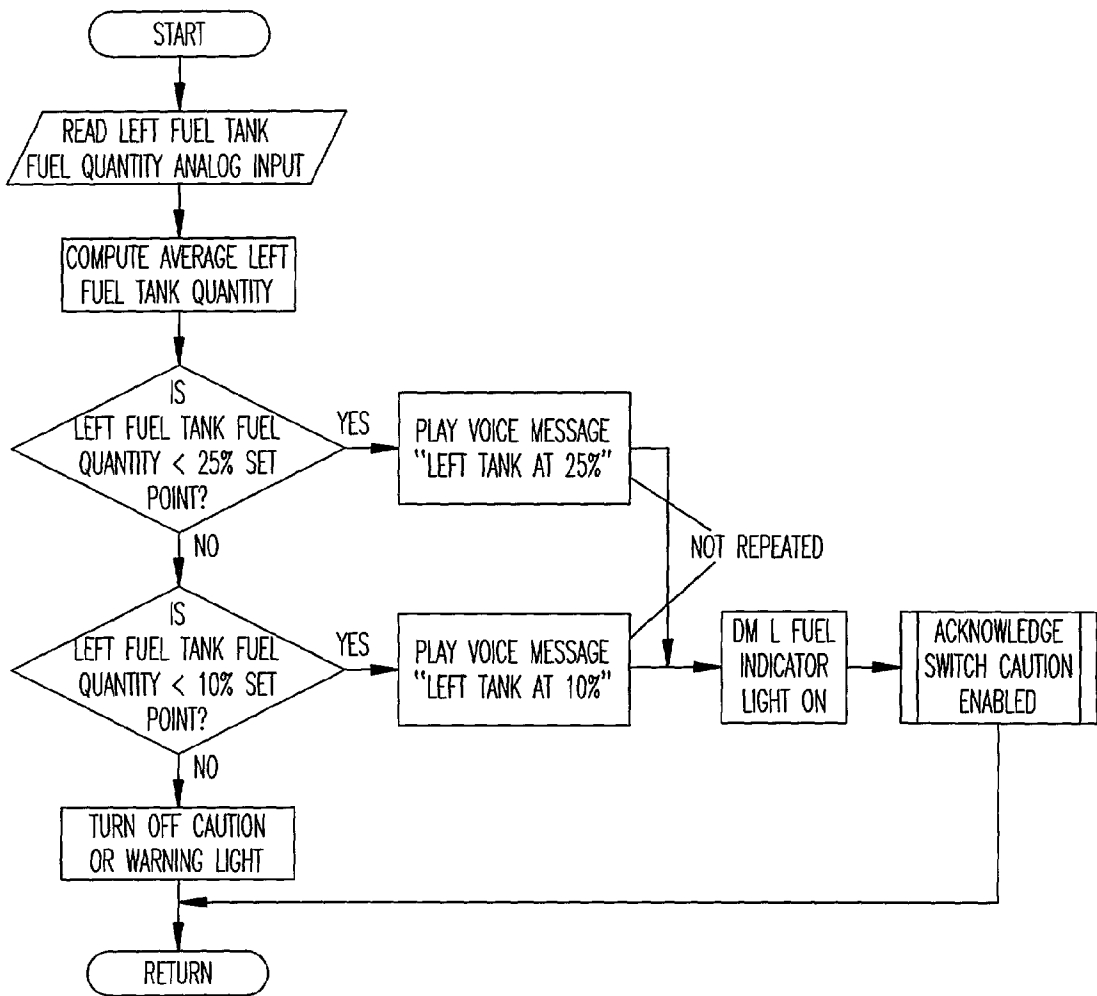 START
READ LEFT FUEL TANK
FUEL QUANTITY ANALOG INPUT
COMPUTE AVERAGE LEFT
FUEL TANK QUANTITY
IS
LEFT FUEL TANK FUEL
QUANTITY < 25% SET
POINT?
YES
PLAY VOICE MESSAGE
"LEFT TANK AT 25%"
NO
NOT REPEATED
IS
LEFT FUEL TANK FUEL
QUANTITY < 10% SET
POINT?
YES
PLAY VOICE MESSAGE
"LEFT TANK AT 10%"
DM L FUEL
INDICATOR
LIGHT ON
ACKNOWLEDGE
SWITCH CAUTION
ENABLED
NO
TURN OFF CAUTION
OR WARNING LIGHT
RETURN